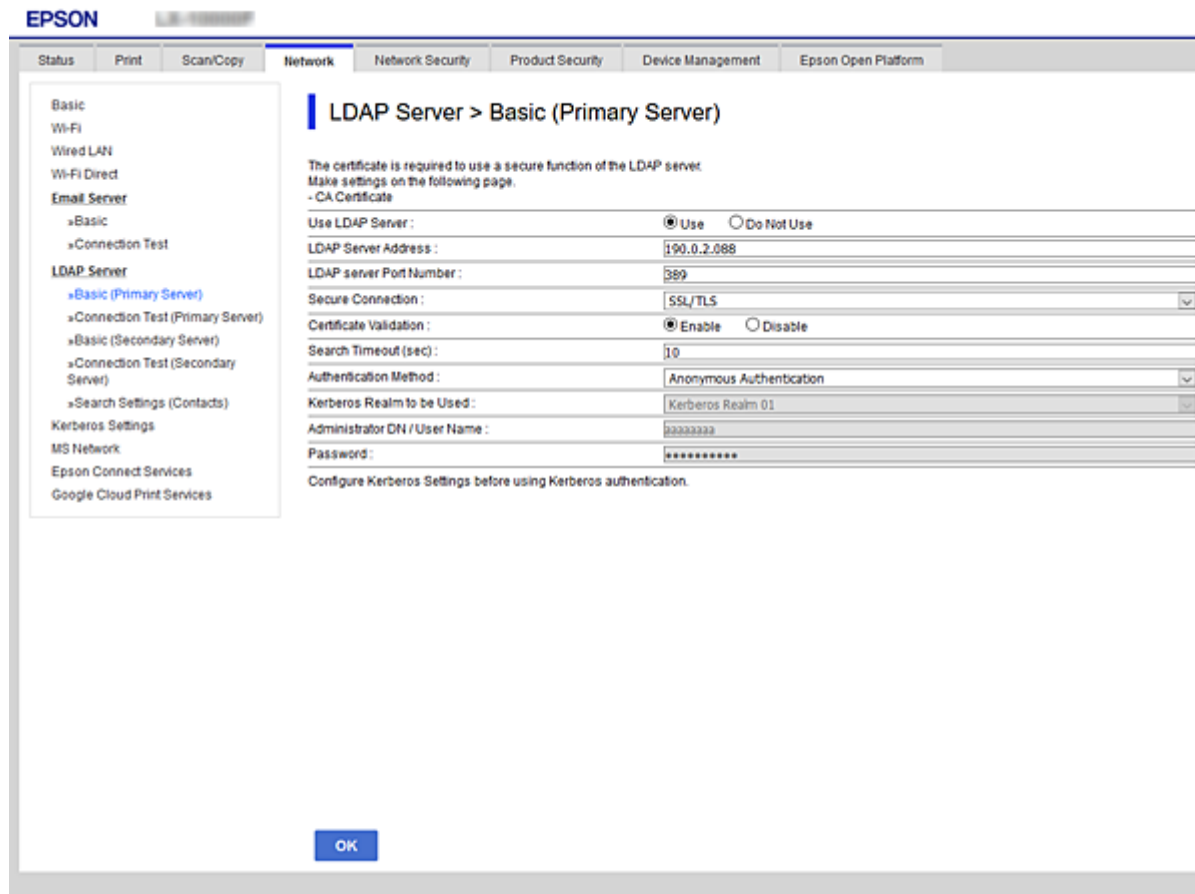 EPSON
Status Print Scan/Copy Network Network Security Product Security Device Management Epson Open Platform
Basic
Wi-Fi
Wired LAN
Wi-Fi Direct
Email Server
»Basic
»Connection Test
LDAP Server
»Basic (Primary Server)
»Connection Test (Primary Server)
»Basic (Secondary Server)
»Connection Test (Secondary
Server)
»Search Settings (Contacts)
Kerberos Settings
MS Network
Epson Connect Services
Google Cloud Print Services
LDAP Server > Basic (Primary Server)
The certificate is required to use a secure function of the LDAP server.
Make settings on the following page.
- CA Certificate
Use LDAP Server : Use Do Not Use
LDAP Server Address : 190.0.2.088
LDAP server Port Number : 389
Secure Connection : SSL/TLS
Certificate Validation : Enable Disable
Search Timeout (sec) : 10
Authentication Method : Anonymous Authentication
Kerberos Realm to be Used : Kerberos Realm 01
Administrator DN / User Name : aaaaaaaa
Password : ●●●●●●●●●●
Configure Kerberos Settings before using Kerberos authentication.
OK